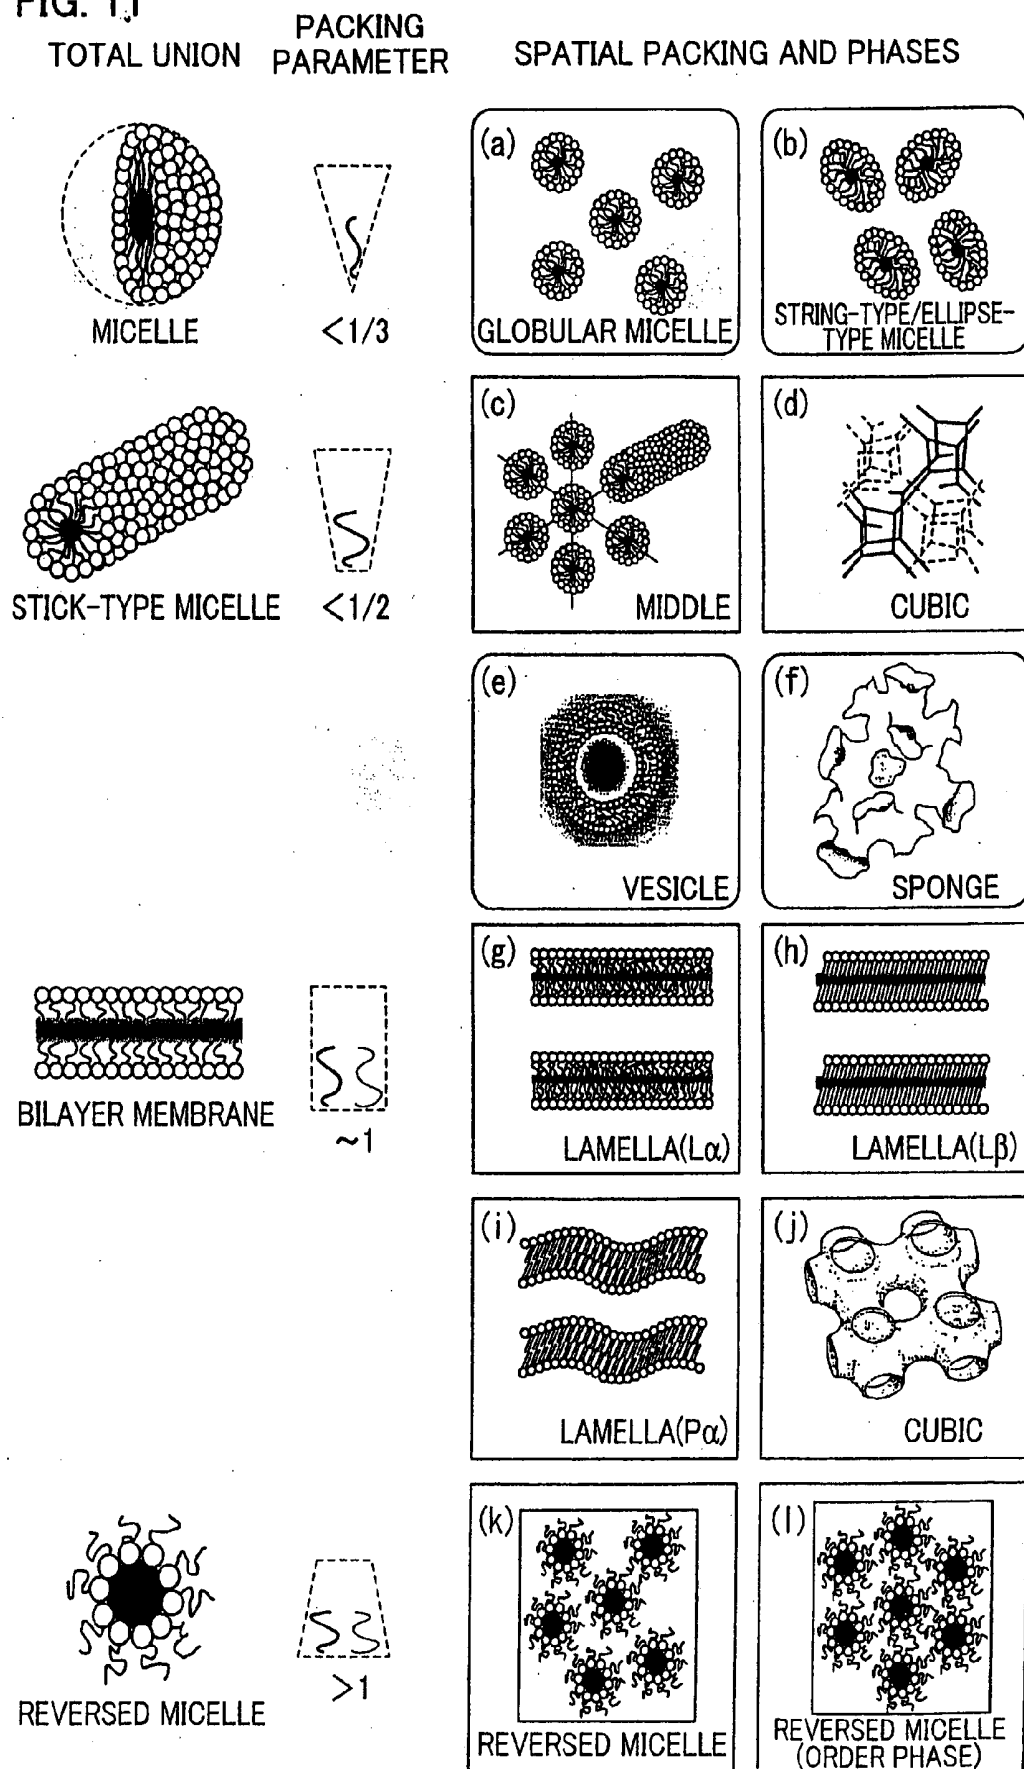 FIG. 11
TOTAL UNION
PACKING
PARAMETER
SPATIAL PACKING AND PHASES
MICELLE
<1/3
(a)
GLOBULAR MICELLE
(b)
STRING-TYPE/ELLIPSE-
TYPE MICELLE
STICK-TYPE MICELLE
<1/2
(c)
MIDDLE
(d)
CUBIC
(e)
VESICLE
(f)
SPONGE
BILAYER MEMBRANE
~1
(g)
LAMELLA(Lα)
(h)
LAMELLA(Lβ)
(i)
LAMELLA(Pα)
(j)
CUBIC
REVERSED MICELLE
>1
(k)
REVERSED MICELLE
(l)
REVERSED MICELLE
(ORDER PHASE)